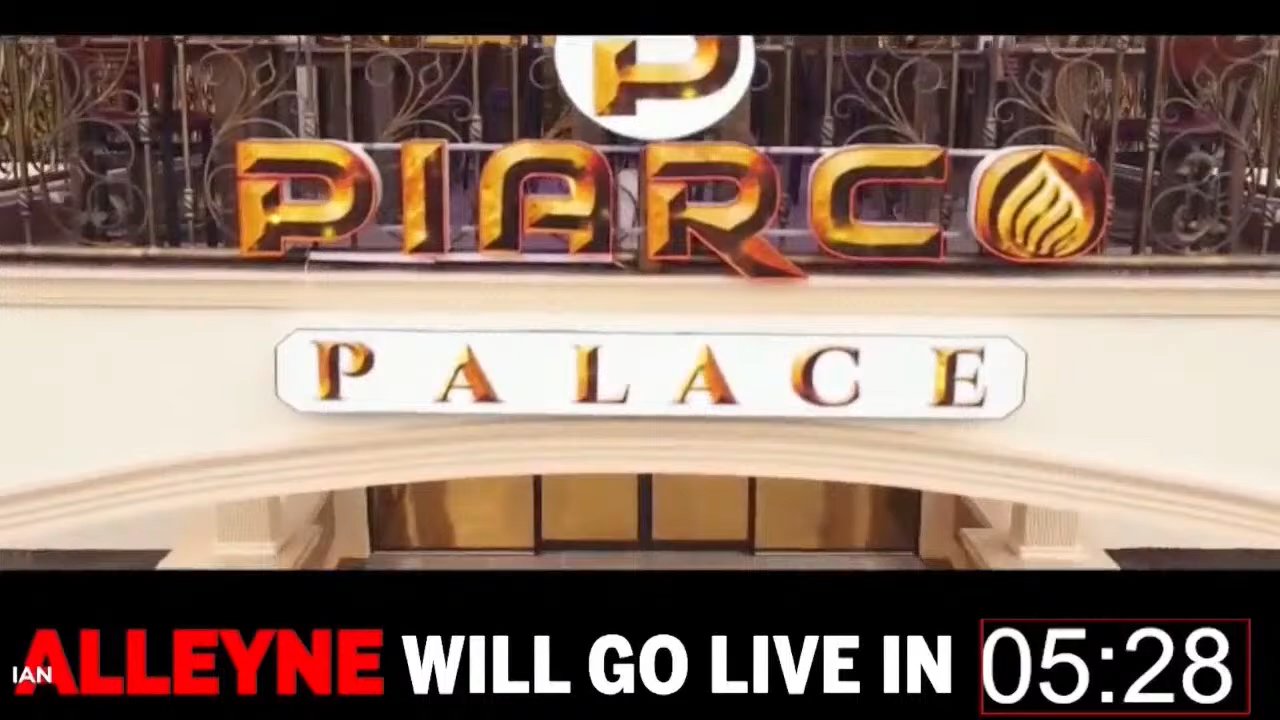 P
PIARCO
PALACE
IAN ALLEYNE WILL GO LIVE IN 05:28